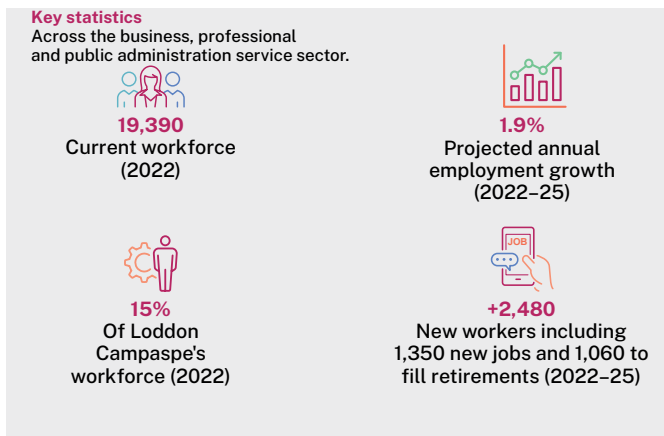 Key statistics
Across the business, professional
and public administration service sector.
19,390
Current workforce
(2022)
1.9%
Projected annual
employment growth
(2022–25)
15%
Of Loddon
Campaspe's
workforce (2022)
JOB
+2,480
New workers including
1,350 new jobs and 1,060 to
fill retirements (2022–25)